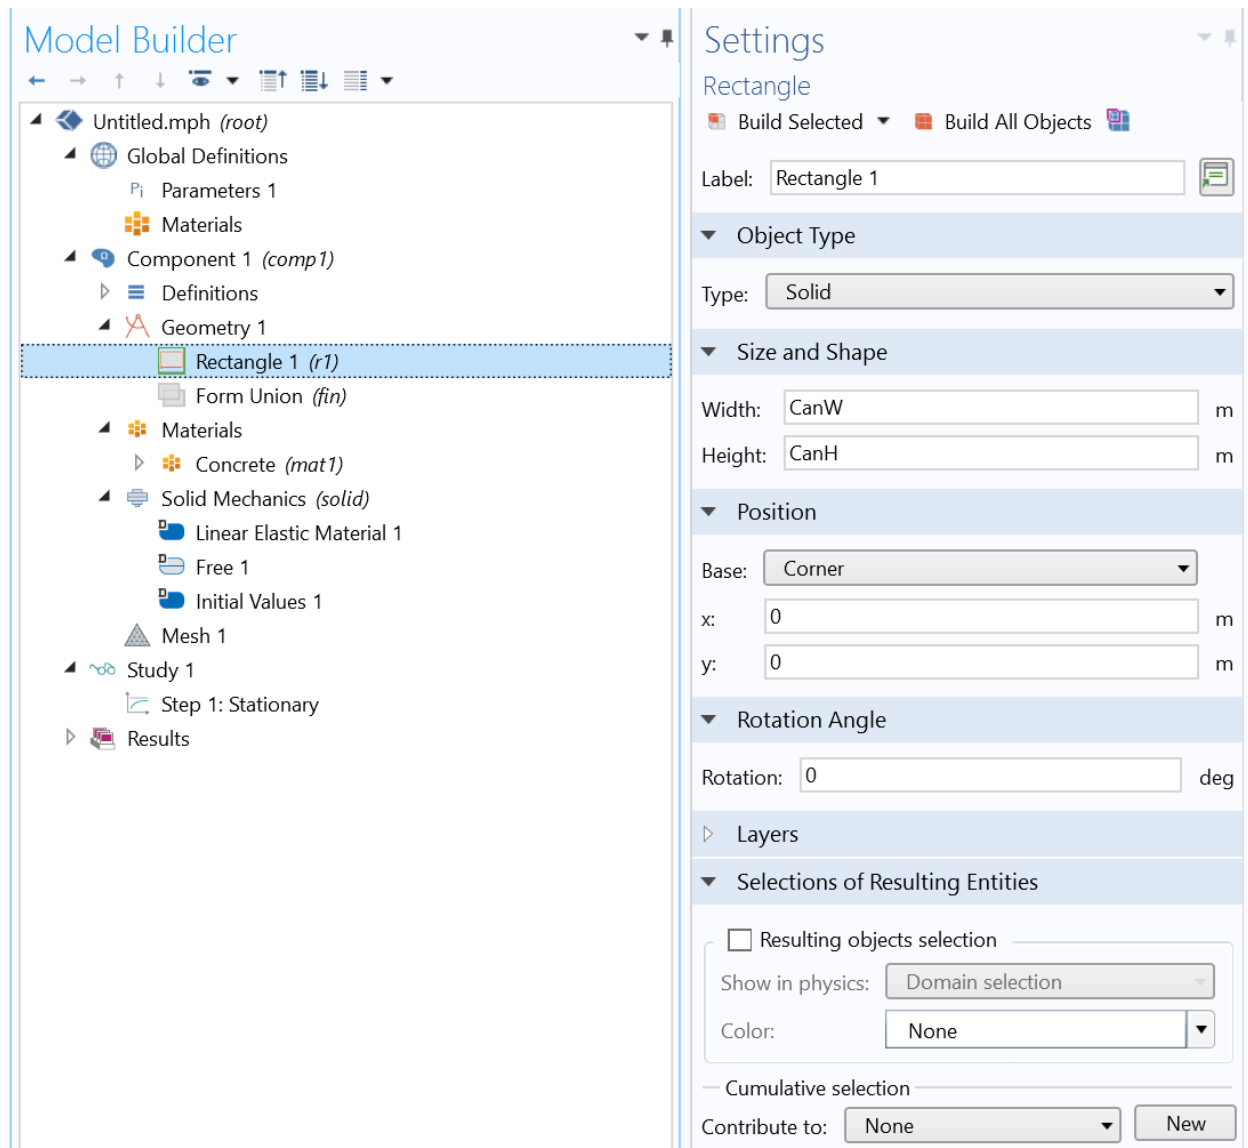 Model Builder
Untitled.mph (root)
Global Definitions
Pi Parameters 1
Materials
Component 1 (comp1)
Definitions
Geometry 1
Rectangle 1 (r1)
Form Union (fin)
Materials
Concrete (mat1)
Solid Mechanics (solid)
D Linear Elastic Material 1
D Free 1
D Initial Values 1
Mesh 1
Study 1
Step 1: Stationary
Results
Settings
Rectangle
Build Selected Build All Objects
Label: Rectangle 1
Object Type
Type: Solid
Size and Shape
Width: CanW m
Height: CanH m
Position
Base: Corner
x: 0 m
y: 0 m
Rotation Angle
Rotation: 0 deg
Layers
Selections of Resulting Entities
Resulting objects selection
Show in physics: Domain selection
Color: None
Cumulative selection
Contribute to: None New